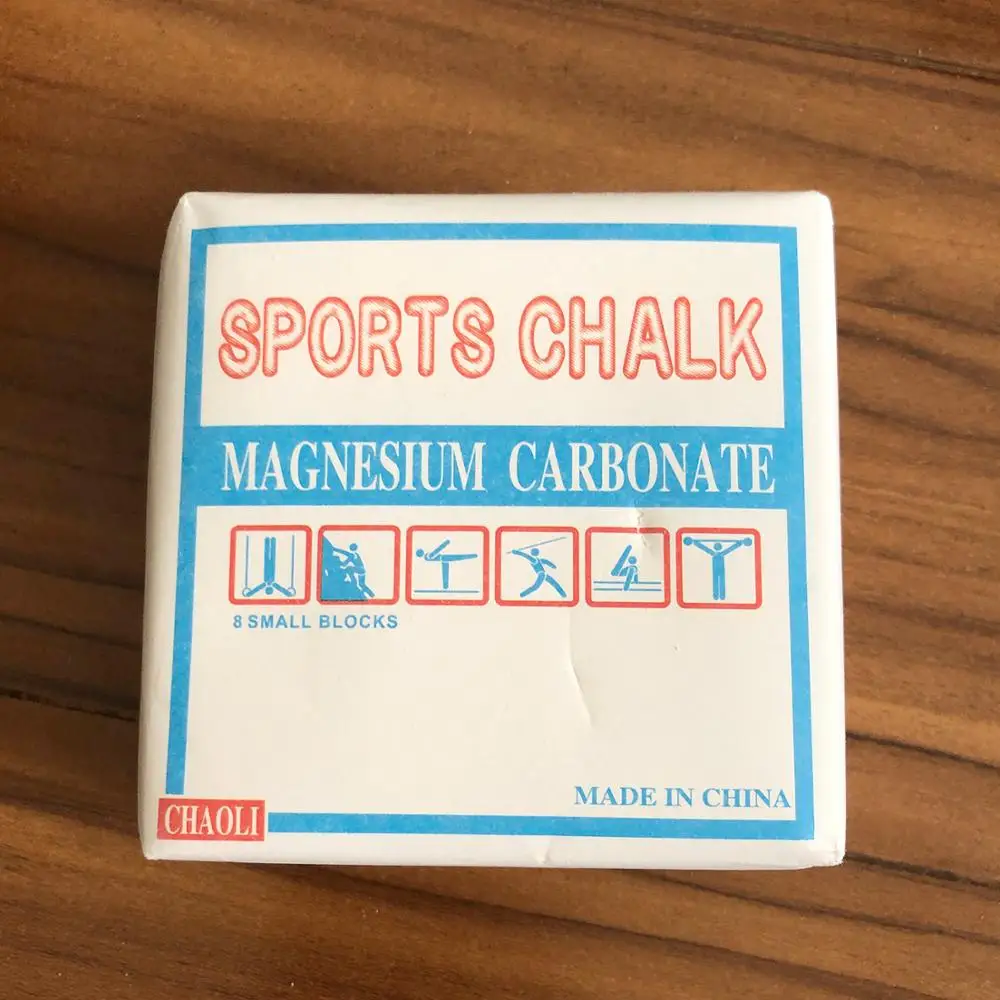 SPORTS CHALK
MAGNESIUM CARBONATE
8 SMALL BLOCKS
MADE IN CHINA
CHAOLI